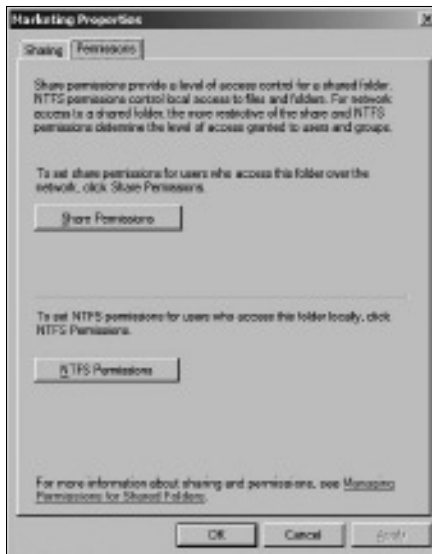 Marketing Properties
Sharing
Permissions
Share permissions provide a level of access control for a shared folder.
NTFS permissions control local access to files and folders. For network
access to a shared folder, the more restrictive of the share and NTFS
permissions determine the level of access granted to users and groups.
To set share permissions for users who access this folder over the
network, click Share Permissions.
Share Permissions
To set NTFS permissions for users who access this folder locally, click
NTFS Permissions.
NTFS Permissions
For more information about sharing and permissions, see Managing
Permissions for Shared Folders.
OK
Cancel
Apply